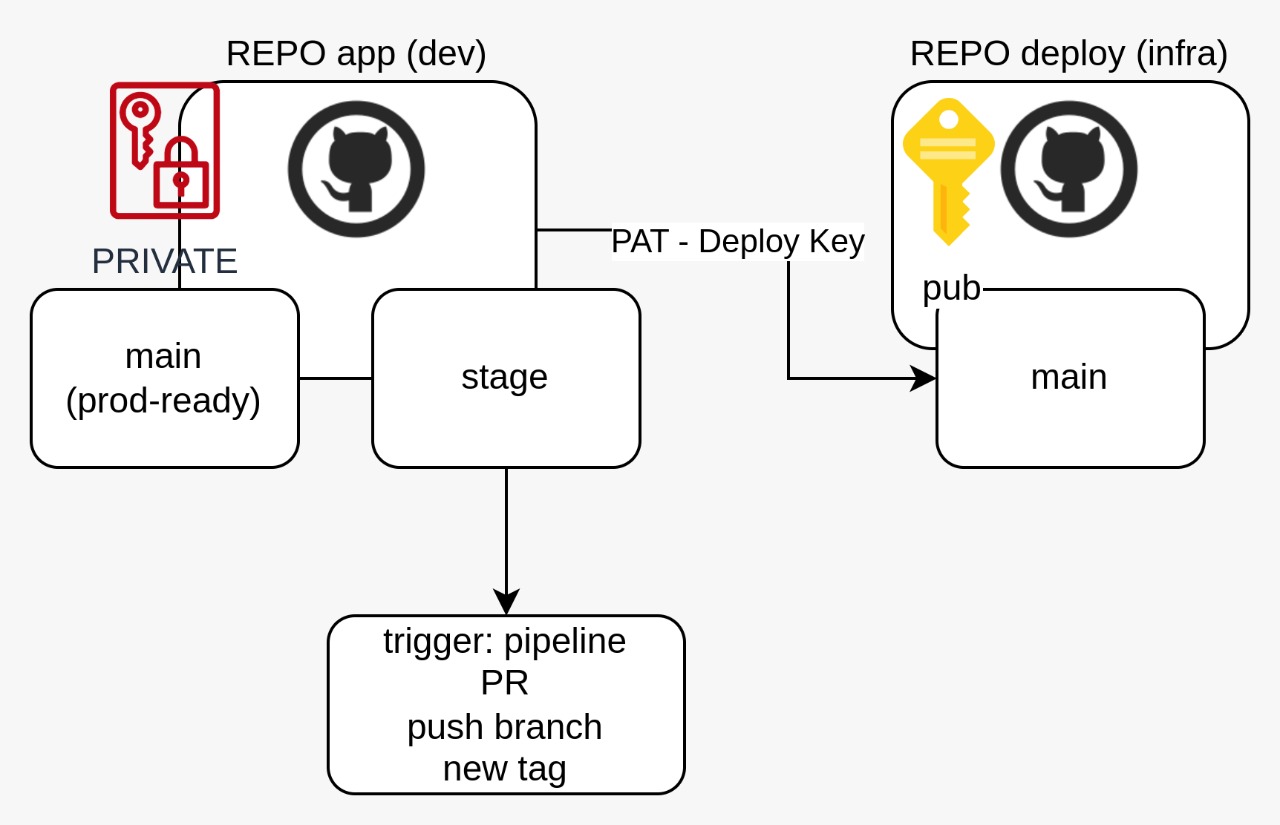 REPO app (dev)
REPO deploy (infra)
PRIVATE
PAT - Deploy Key
pub
main
(prod-ready)
stage
main
trigger: pipeline
PR
push branch
new tag